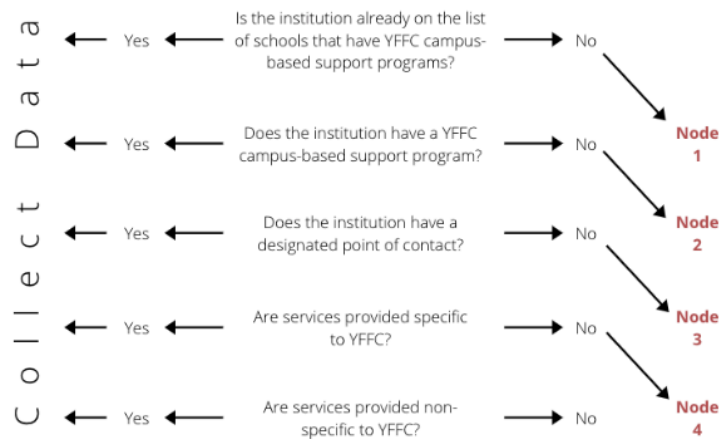 Collect Data
Is the institution already on the list
of schools that have YFFC campus-
based support programs?
Yes
No
Node
1
Does the institution have a YFFC
campus-based support program?
Yes
No
Node
2
Does the institution have a
designated point of contact?
Yes
No
Node
3
Are services provided specific
to YFFC?
Yes
No
Node
4
Are services provided non-
specific to YFFC?
Yes
No